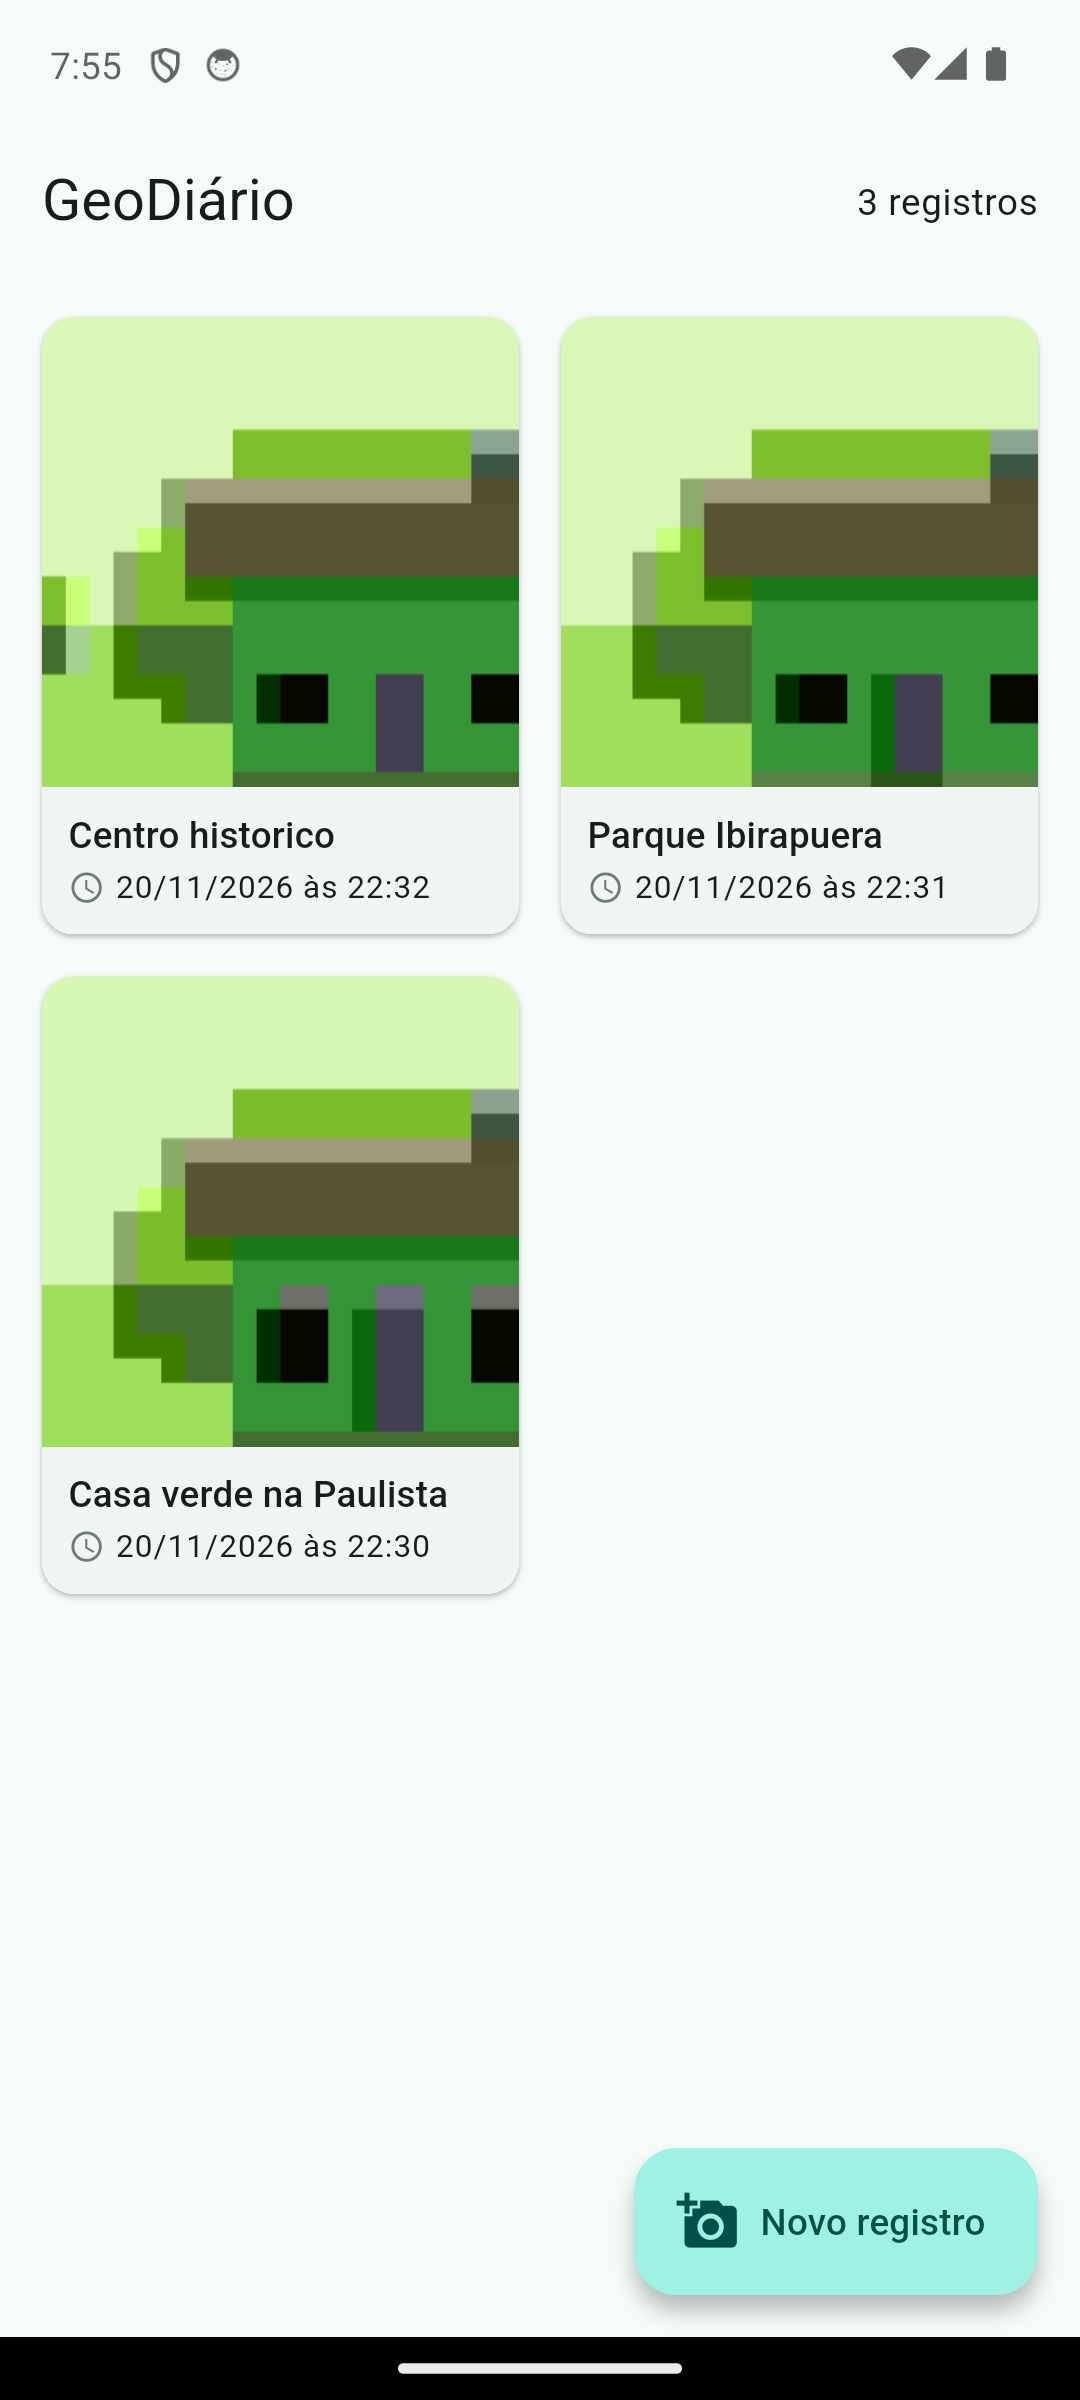 7:55
GeoDiário
3 registros
Centro historico
20/11/2026 às 22:32
Parque Ibirapuera
20/11/2026 às 22:31
Casa verde na Paulista
20/11/2026 às 22:30
Novo registro